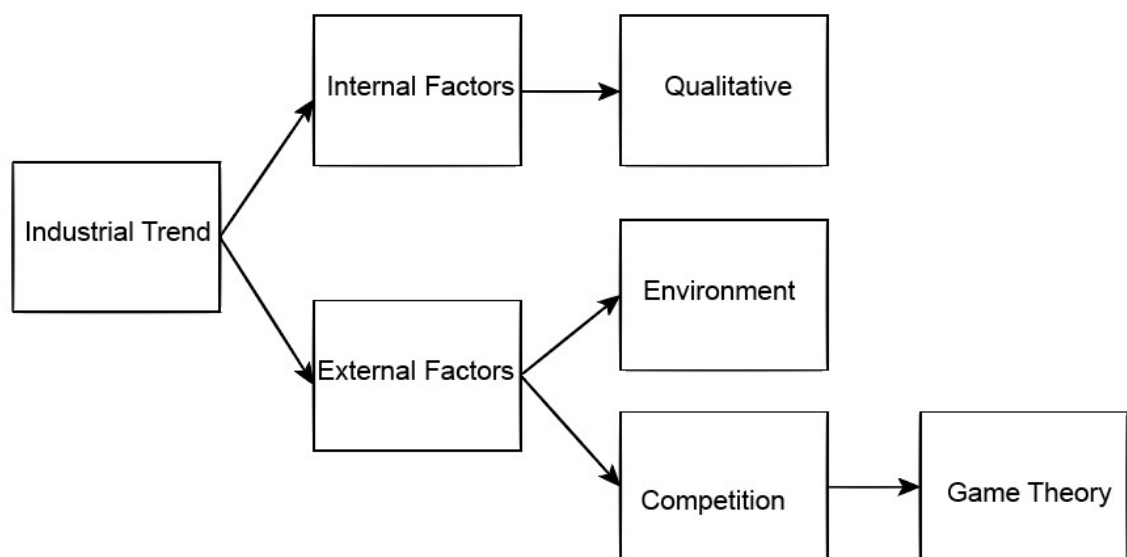 Internal Factors
Qualitative
Industrial Trend
Environment
External Factors
Competition
Game Theory